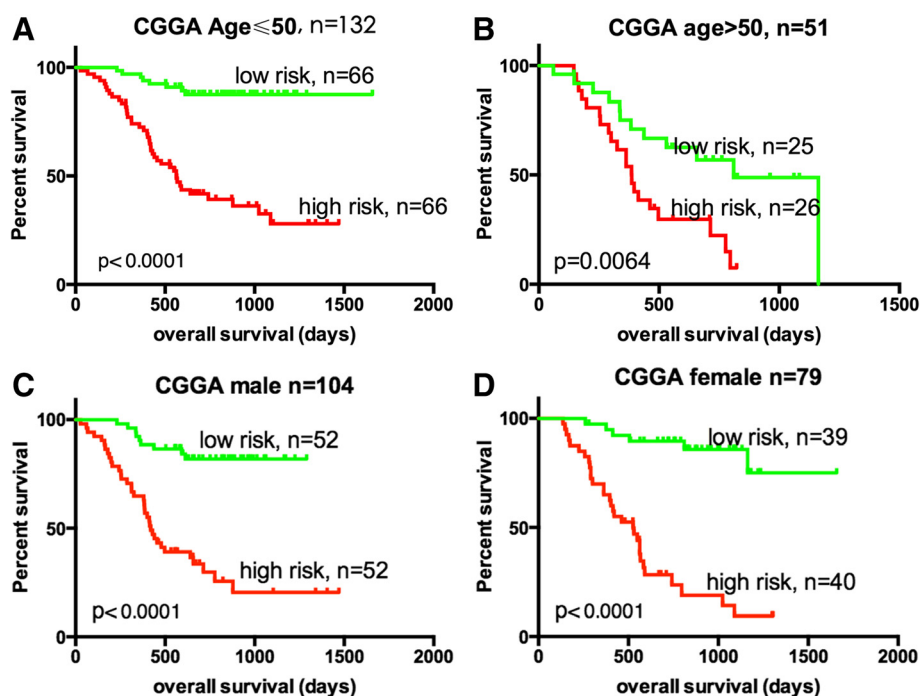 A
CGGA Age≤50, n=132
Percent survival
100
50
0
low risk, n=66
high risk, n=66
p<0.0001
0 500 1000 1500 2000
overall survival (days)
B
CGGA age>50, n=51
Percent survival
100
50
0
low risk, n=25
high risk, n=26
p=0.0064
0 500 1000 1500
overall survival (days)
C
CGGA male n=104
Percent survival
100
50
0
low risk, n=52
high risk, n=52
p<0.0001
0 500 1000 1500 2000
overall survival (days)
D
CGGA female n=79
Percent survival
100
50
0
low risk, n=39
high risk, n=40
p<0.0001
0 500 1000 1500 2000
overall survival (days)